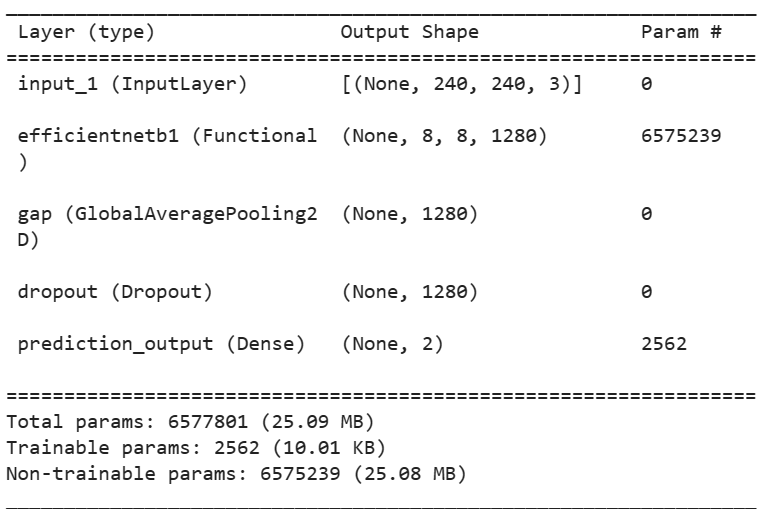 Layer (type) Output Shape Param #
input_1 (InputLayer) [(None, 240, 240, 3)] 0
efficientnetb1 (Functional (None, 8, 8, 1280) 6575239
)
gap (GlobalAveragePooling2 (None, 1280) 0
D)
dropout (Dropout) (None, 1280) 0
prediction_output (Dense) (None, 2) 2562
Total params: 6577801 (25.09 MB)
Trainable params: 2562 (10.01 KB)
Non-trainable params: 6575239 (25.08 MB)